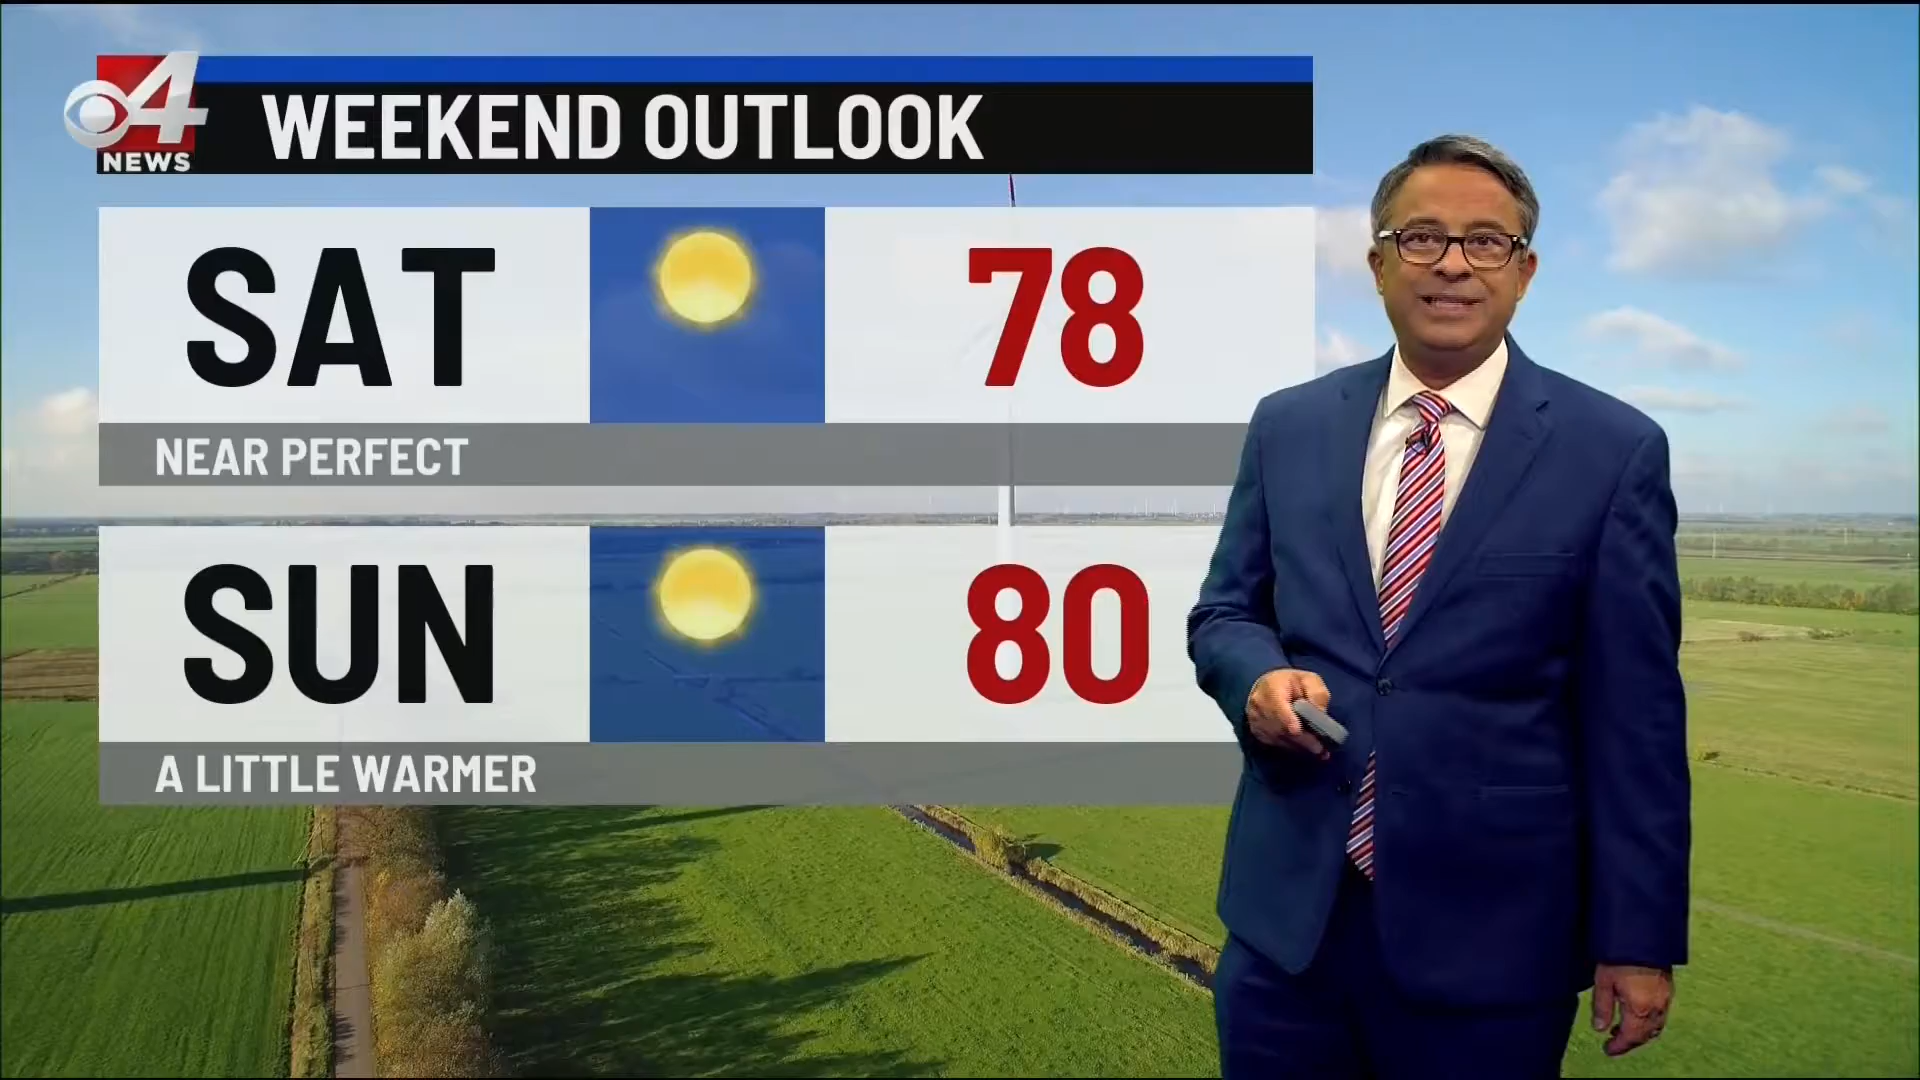 4
NEWS
WEEKEND OUTLOOK
SAT
78
NEAR PERFECT
SUN
80
A LITTLE WARMER